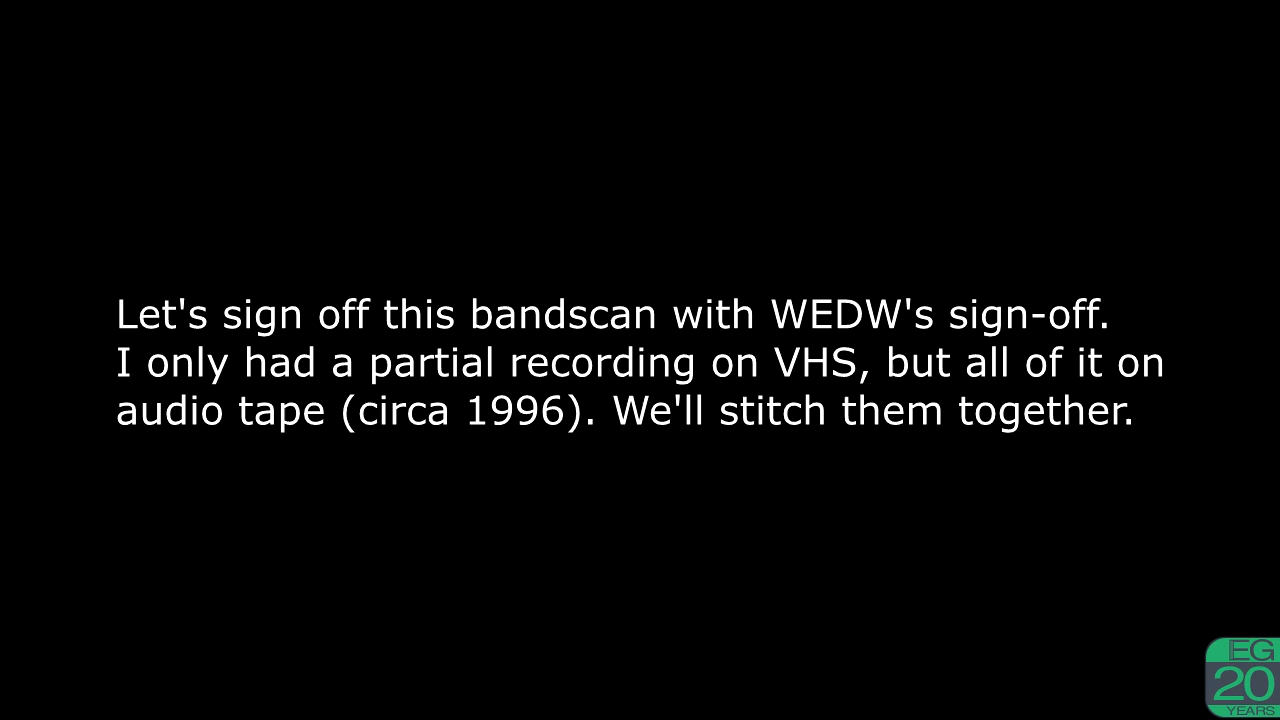 Let's sign off this bandscan with WEDW's sign-off.
I only had a partial recording on VHS, but all of it on
audio tape (circa 1996). We'll stitch them together.
EG
20
YEARS